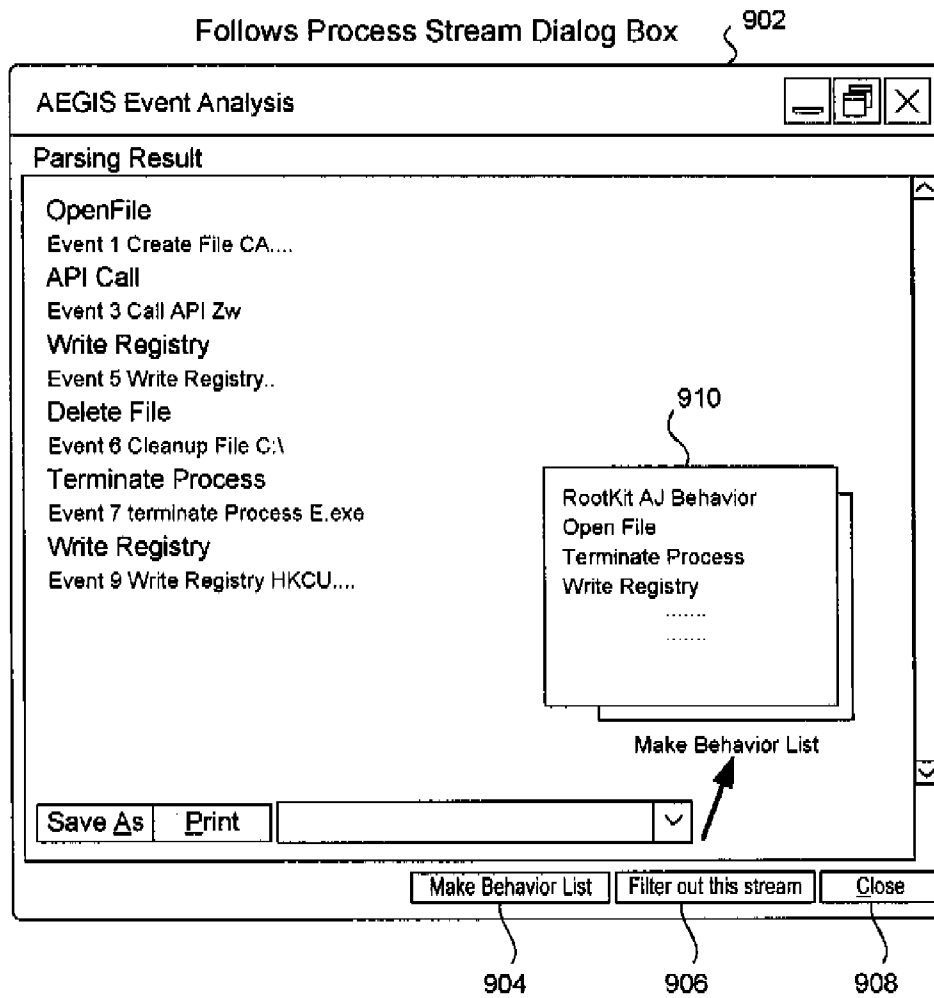 Follows Process Stream Dialog Box
902
AEGIS Event Analysis
Parsing Result
OpenFile
Event 1 Create File CA....
API Call
Event 3 Call API Zw
Write Registry
Event 5 Write Registry..
Delete File
Event 6 Cleanup File C:\
Terminate Process
Event 7 terminate Process E.exe
Write Registry
Event 9 Write Registry HKCU....
910
RootKit AJ Behavior
Open File
Terminate Process
Write Registry
.......
.......
Make Behavior List
Save As Print
Make Behavior List Filter out this stream Close
904 906 908